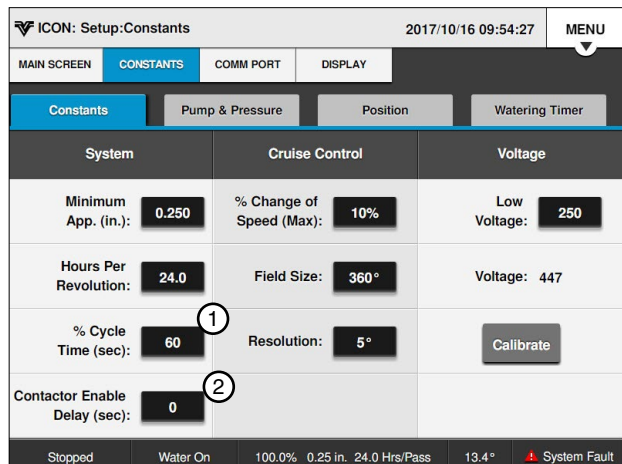 ICON: Setup:Constants 2017/10/16 09:54:27 MENU
MAIN SCREEN CONSTANTS COMM PORT DISPLAY
Constants Pump & Pressure Position Watering Timer
System Cruise Control Voltage
Minimum
App. (in.): 0.250
% Change of
Speed (Max): 10%
Low
Voltage: 250
Hours Per
Revolution: 24.0
Field Size: 360°
Voltage: 447
% Cycle
Time (sec): 60
1
Resolution: 5°
Calibrate
Contactor Enable
Delay (sec): 0
2
Stopped Water On 100.0% 0.25 in. 24.0 Hrs/Pass 13.4° System Fault